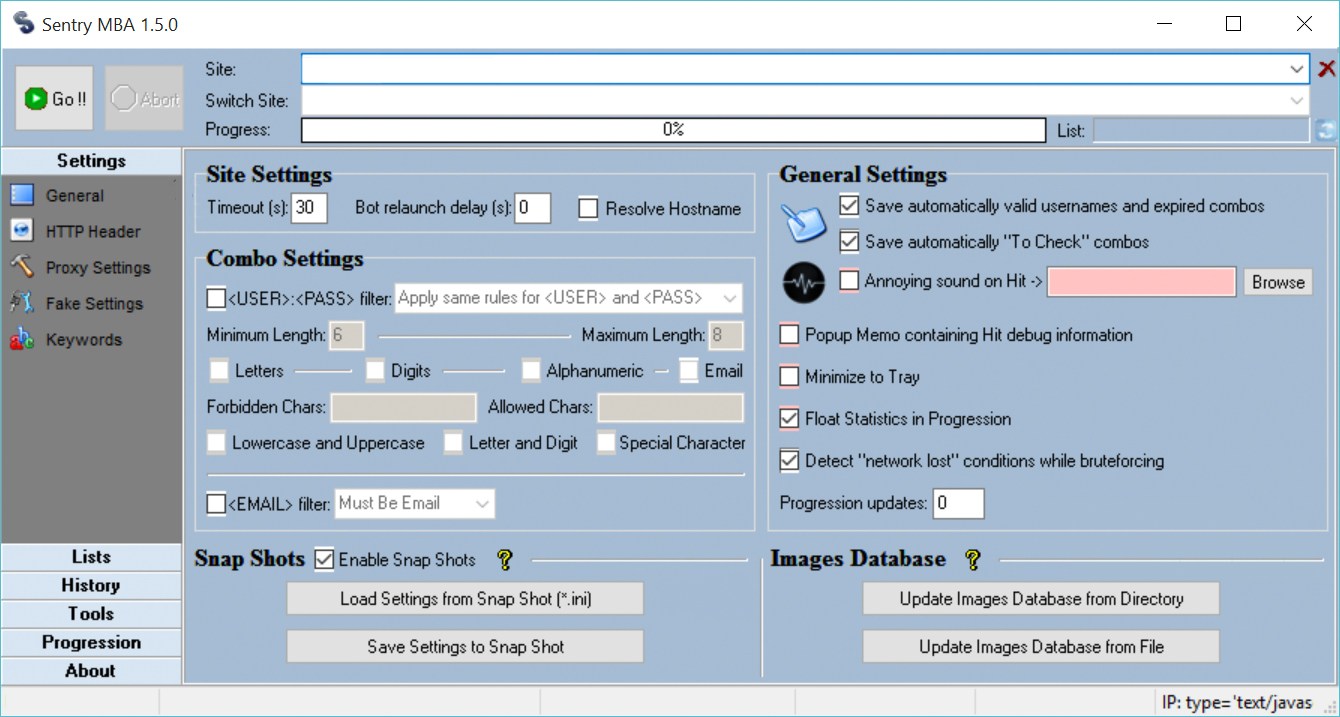 Sentry MBA 1.5.0
Go !!
Abort
Site:
Switch Site:
Progress:
0%
List:
Settings
General
HTTP Header
Proxy Settings
Fake Settings
Keywords
Lists
History
Tools
Progression
About
Site Settings
Timeout (s): 30 Bot relaunch delay (s): 0 Resolve Hostname
Combo Settings
<USER>:<PASS> filter: Apply same rules for <USER> and <PASS>
Minimum Length: 6 Maximum Length: 8
Letters Digits Alphanumeric Email
Forbidden Chars: Allowed Chars:
Lowercase and Uppercase Letter and Digit Special Character
<EMAIL> filter: Must Be Email
General Settings
Save automatically valid usernames and expired combos
Save automatically "To Check" combos
Annoying sound on Hit -> Browse
Popup Memo containing Hit debug information
Minimize to Tray
Float Statistics in Progression
Detect "network lost" conditions while bruteforcing
Progression updates: 0
Snap Shots Enable Snap Shots ?
Load Settings from Snap Shot (*.ini)
Save Settings to Snap Shot
Images Database ?
Update Images Database from Directory
Update Images Database from File
IP: type='text/javas